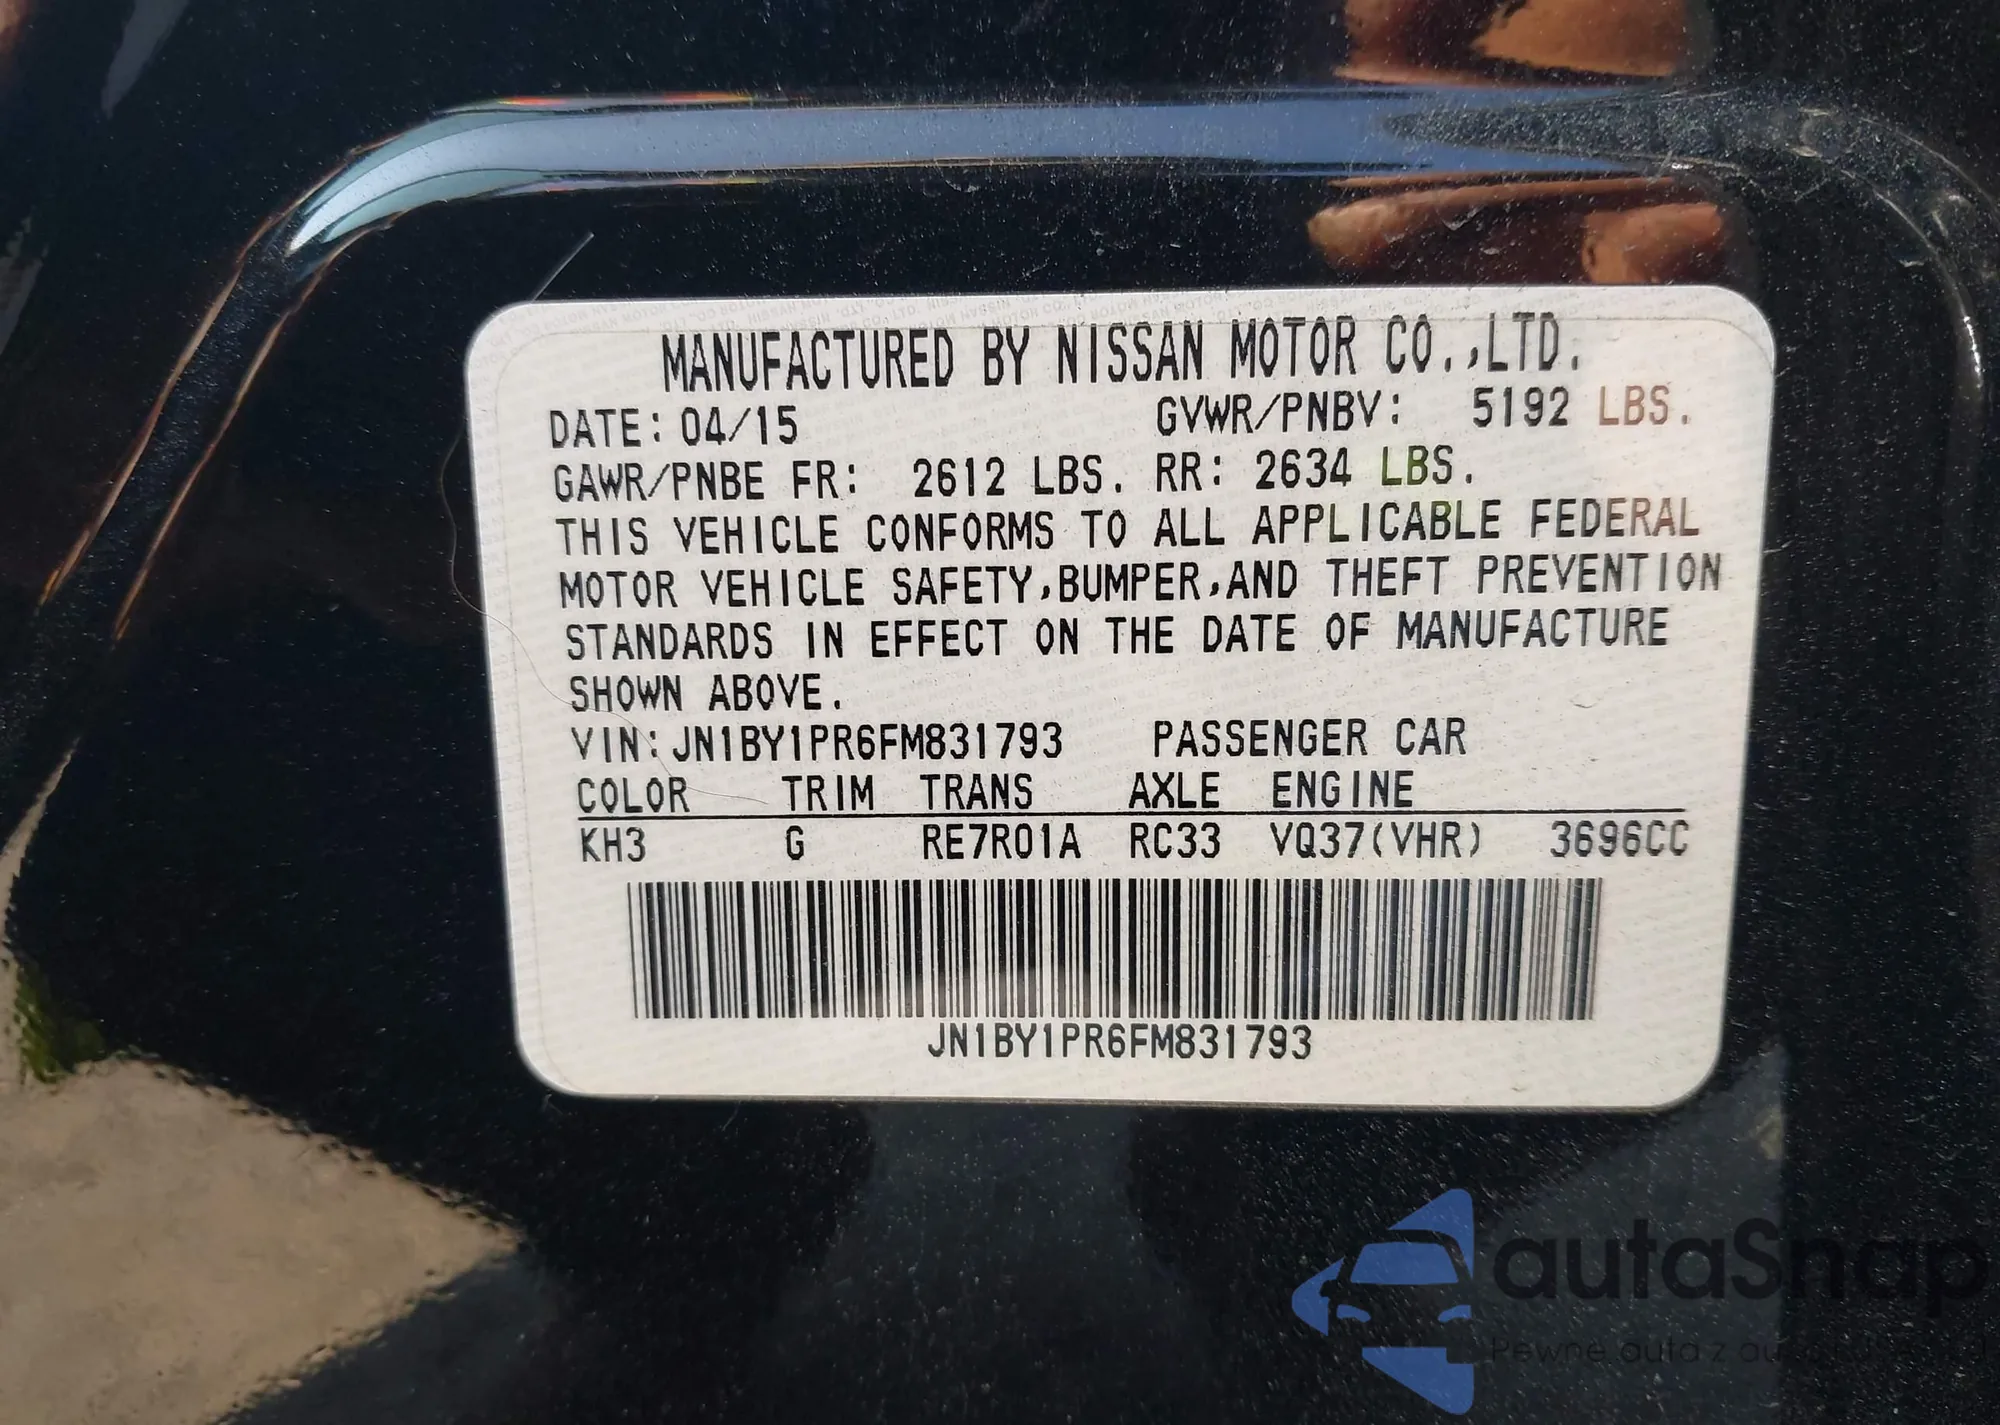 MANUFACTURED BY NISSAN MOTOR CO.,LTD.
DATE: 04/15 GVWR/PNBV: 5192 LBS.
GAWR/PNBE FR: 2612 LBS. RR: 2634 LBS.
THIS VEHICLE CONFORMS TO ALL APPLICABLE FEDERAL
MOTOR VEHICLE SAFETY,BUMPER,AND THEFT PREVENTION
STANDARDS IN EFFECT ON THE DATE OF MANUFACTURE
SHOWN ABOVE.
VIN: JN1BY1PR6FM831793 PASSENGER CAR
COLOR TRIM TRANS AXLE ENGINE
KH3 G RE7R01A RC33 VQ37(VHR) 3696CC
JN1BY1PR6FM831793
autaSnap
Pewne auta z